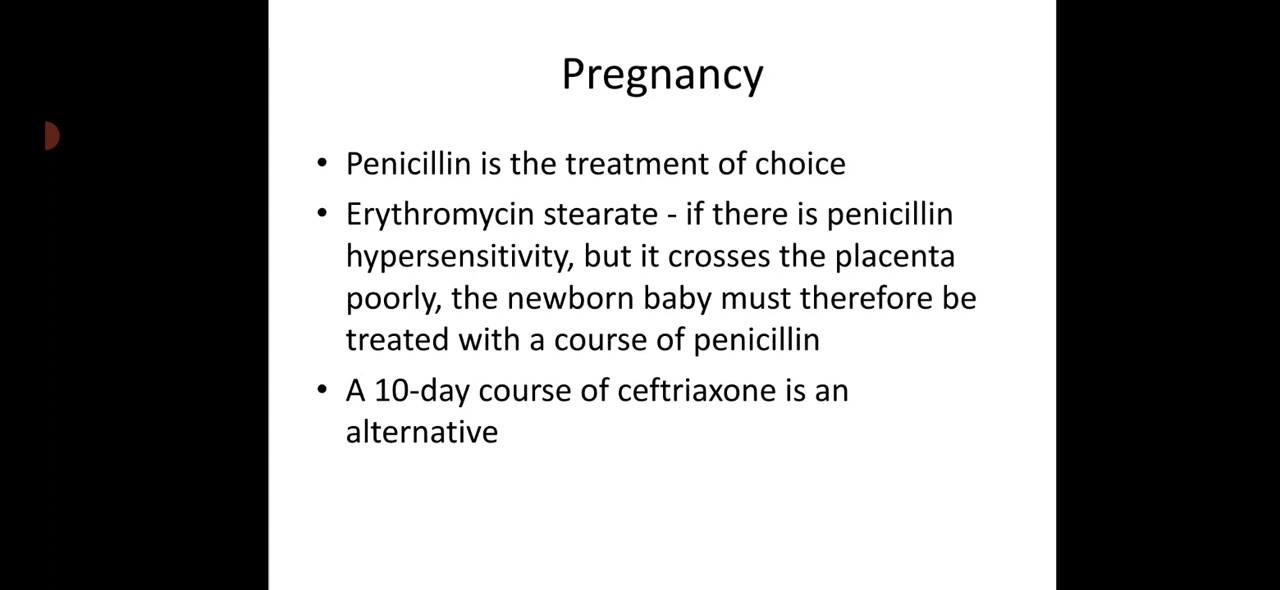 Pregnancy
• Penicillin is the treatment of choice
• Erythromycin stearate - if there is penicillin
hypersensitivity, but it crosses the placenta
poorly, the newborn baby must therefore be
treated with a course of penicillin
• A 10-day course of ceftriaxone is an
alternative